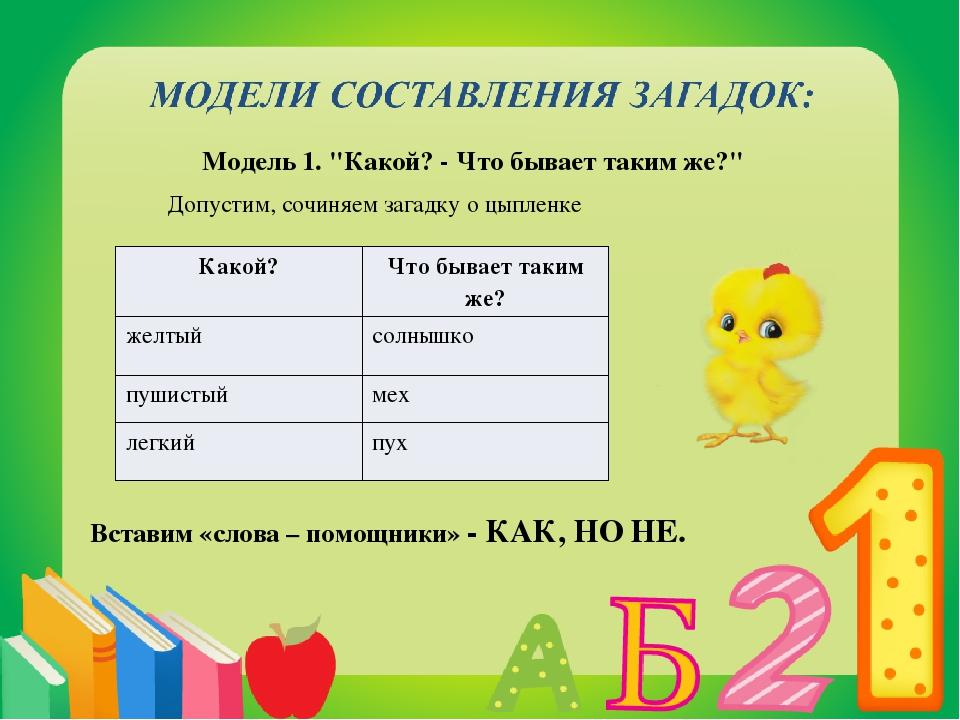 МОДЕЛИ СОСТАВЛЕНИЯ ЗАГАДОК:
Модель 1. "Какой? - Что бывает таким же?"
Допустим, сочиняем загадку о цыпленке
Какой?
Что бывает таким
же?
желтый
солнышко
пушистый
мех
легкий
пух
Вставим «слова – помощники» - КАК, НО НЕ.
А Б 2 1